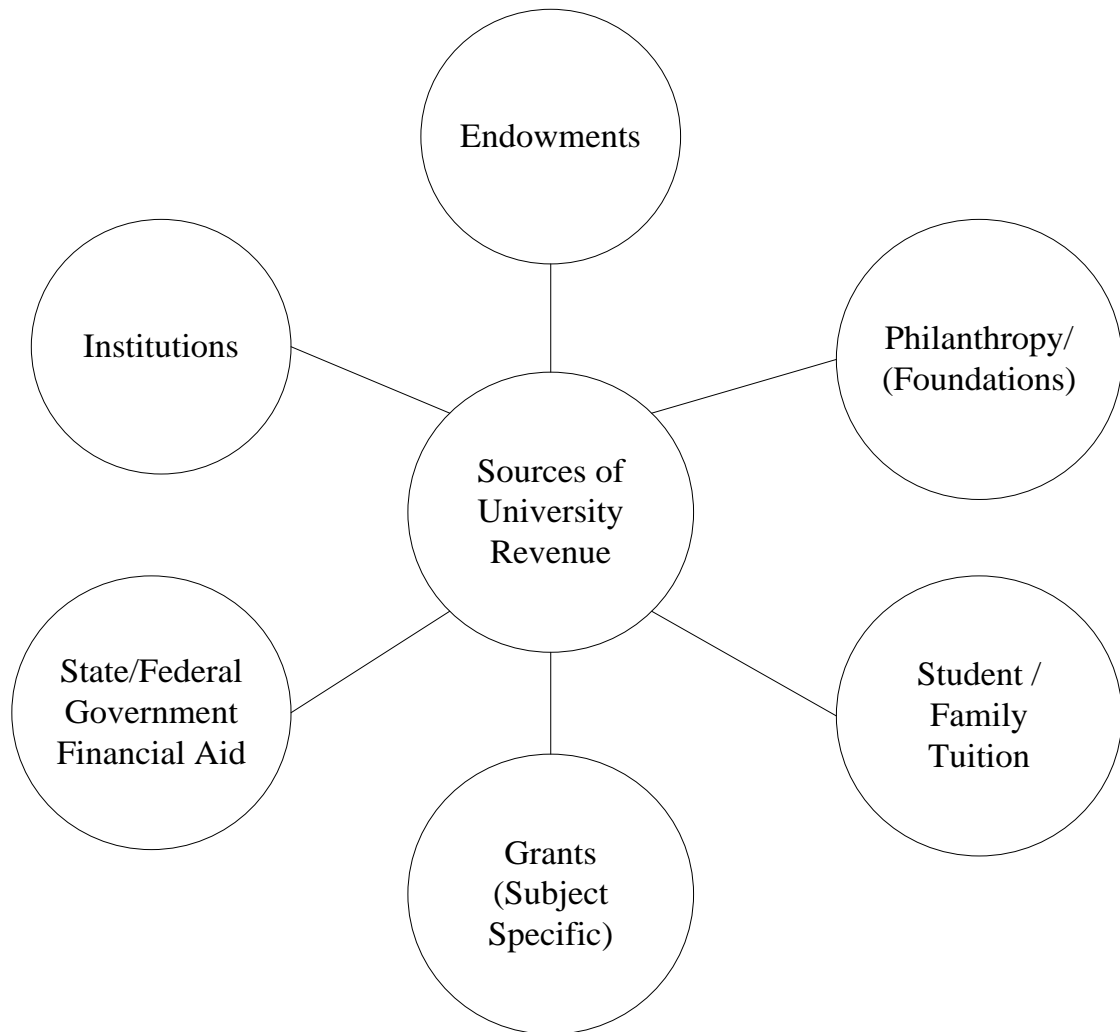 Endowments
Institutions
Philanthropy/
(Foundations)
Sources of
University
Revenue
State/Federal
Government
Financial Aid
Student /
Family
Tuition
Grants
(Subject
Specific)